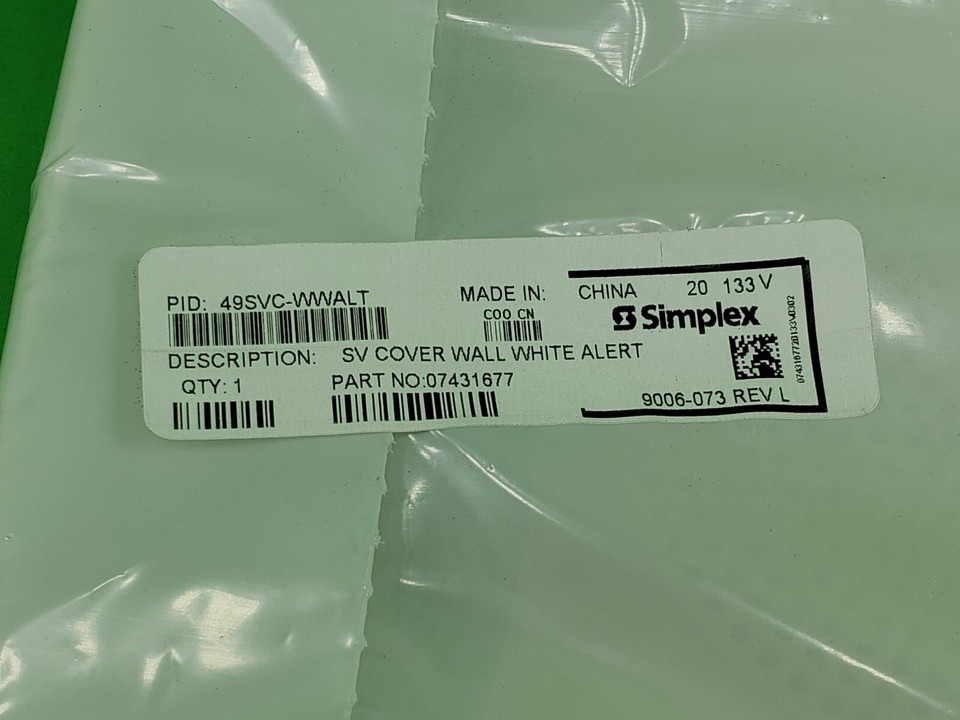 PID: 49SVC-WWALT
MADE IN: CHINA 20 133 V
COO CN
Simplex
DESCRIPTION: SV COVER WALL WHITE ALERT
QTY: 1
PART NO:07431677
9006-073 REV L
0743167720133V0302